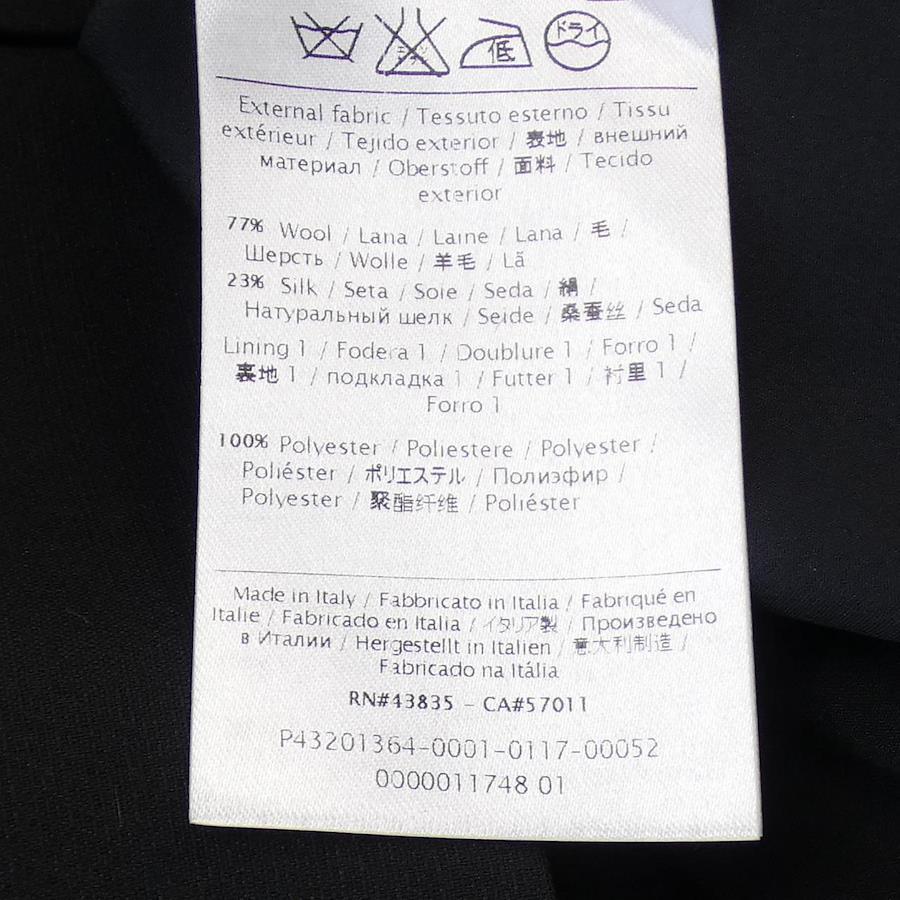 低 ドライ
External fabric / Tessuto esterno / Tissu
extérieur / Tejido exterior / 表地 / внешний
материал / Oberstoff / 面料 / Tecido
exterior
77% Wool / Lana / Laine / Lana / 毛 /
Шерсть / Wolle / 羊毛 / Lã
23% Silk / Seta / Soie / Seda / 絹 /
Натуральный шелк / Seide / 桑蚕丝 / Seda
Lining 1 / Fodera 1 / Doublure 1 / Forro 1 /
裏地 1 / подкладка 1 / Futter 1 / 衬里 1 /
Forro 1
100% Polyester / Poliestere / Polyester /
Poliéster / ポリエステル / Полиэфир /
Polyester / 聚酯纤维 / Poliéster
Made in Italy / Fabbricato in Italia / Fabriqué en
Italie / Fabricado en Italia / イタリア製 / Произведено
в Италии / Hergestellt in Italien / 意大利制造 /
Fabricado na Itália
RN#43835 - CA#57011
P43201364-0001-0117-00052
0000011748 01